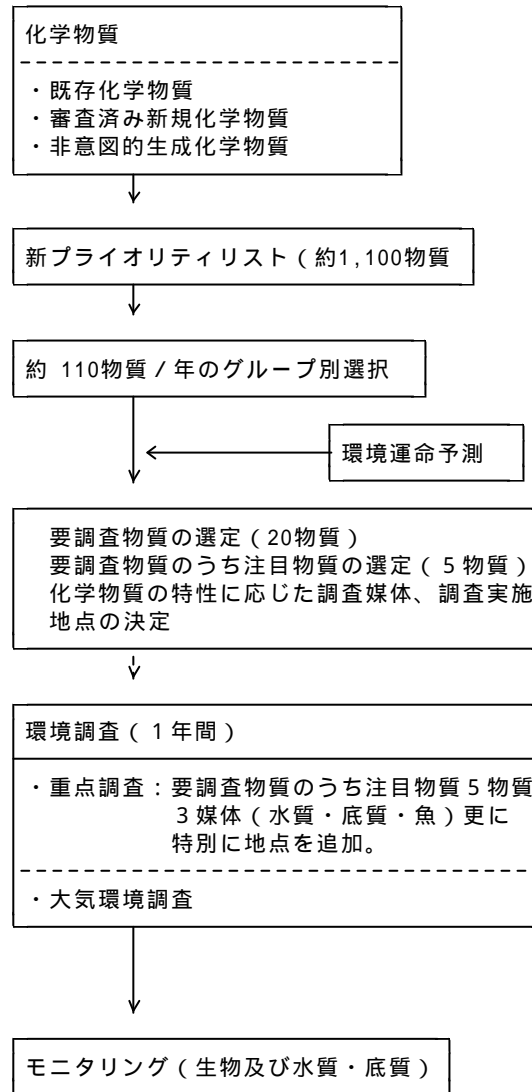 化学物質
・既存化学物質
・審査済み新規化学物質
・非意図的生成化学物質
新プライオリティリスト（約1,100物質
約 110物質／年のグループ別選択
環境運命予測
要調査物質の選定（20物質）
要調査物質のうち注目物質の選定（５物質）
化学物質の特性に応じた調査媒体、調査実施
地点の決定
環境調査（１年間）
・重点調査：要調査物質のうち注目物質５物質
３媒体（水質・底質・魚）更に
特別に地点を追加。
・大気環境調査
モニタリング（生物及び水質・底質）